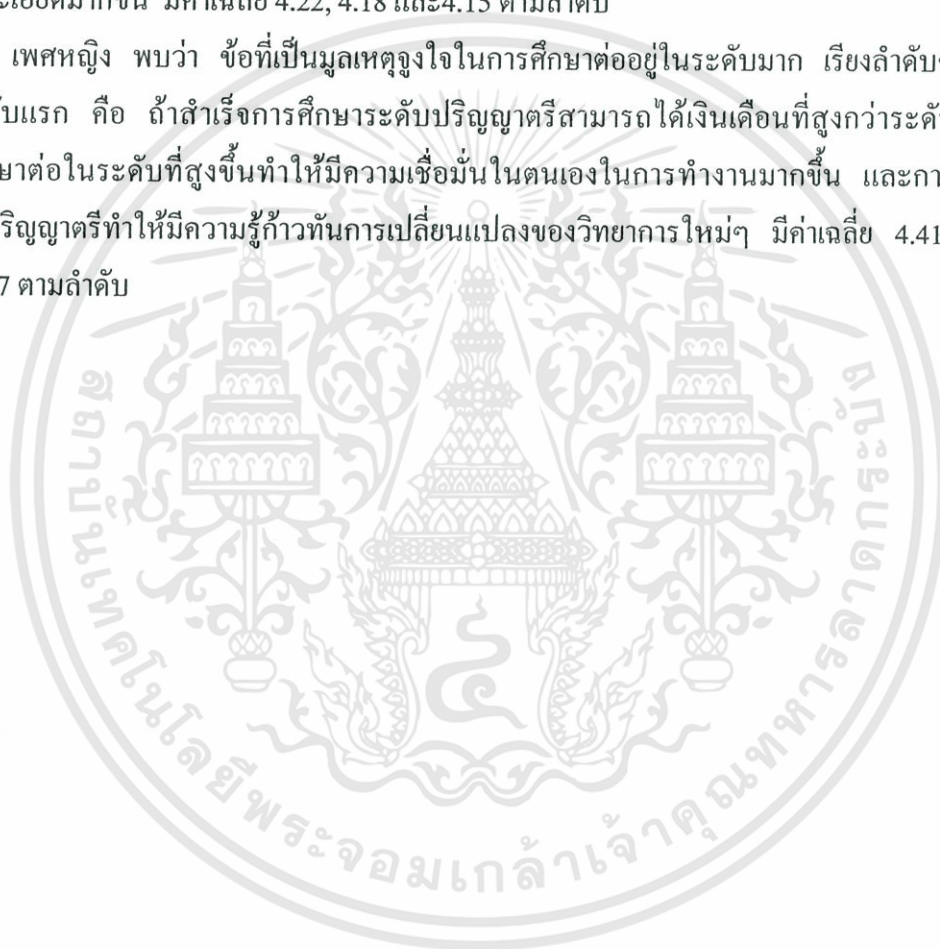 ะเอียดมากขึ้น มีค่าเฉลี่ย 4.22, 4.18 และ4.15 ตามลำดับ
เพศหญิง พบว่า ข้อที่เป็นมูลเหตุจูงใจในการศึกษาต่ออยู่ในระดับมาก เรียงลำดับ
ับแรก คือ ถ้าสำเร็จการศึกษาระดับปริญญาตรีสามารถได้เงินเดือนที่สูงกว่าระดับ
ษาต่อในระดับที่สูงขึ้นทำให้มีความเชื่อมั่นในตนเองในการทำงานมากขึ้น และกา
ริญญาตรีทำให้มีความรู้ก้าวทันการเปลี่ยนแปลงของวิทยาการใหม่ๆ มีค่าเฉลี่ย 4.41
7 ตามลำดับ
สถาบันเทคโนโลยีพระจอมเกล้าเจ้าคุณทหารลาดกระบัง